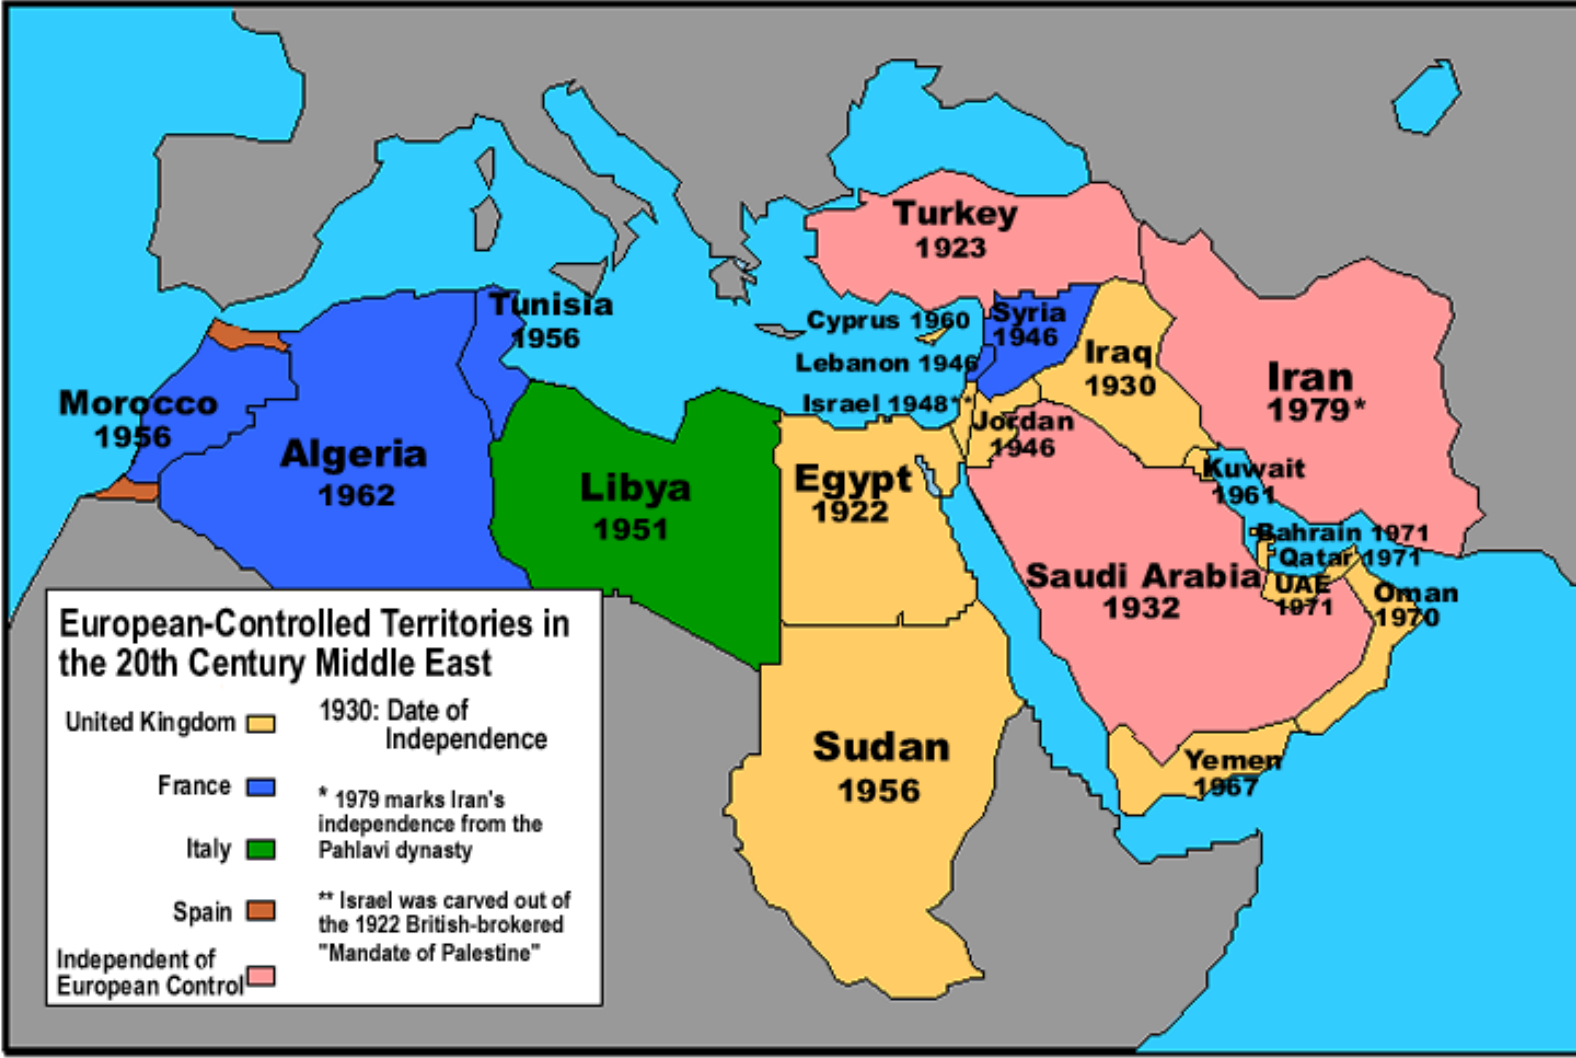 Turkey
1923
Tunisia
1956
Cyprus 1960
Syria
1946
Lebanon 1946
Iraq
1930
Iran
1979*
Morocco
1956
Israel 1948**
Jordan
1946
Algeria
1962
Libya
1951
Egypt
1922
Kuwait
1961
Bahrain 1971
Qatar 1971
UAE
1971
Saudi Arabia
1932
Oman
1970
Sudan
1956
Yemen
1967
European-Controlled Territories in
the 20th Century Middle East
United Kingdom
France
Italy
Spain
Independent of
European Control
1930: Date of
Independence
* 1979 marks Iran's
independence from the
Pahlavi dynasty
** Israel was carved out of
the 1922 British-brokered
"Mandate of Palestine"